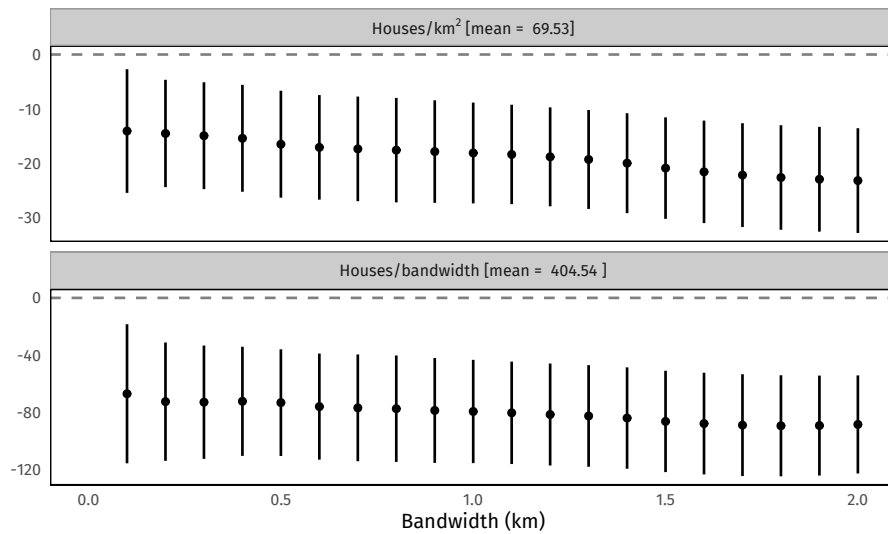 Houses/km² [mean = 69.53]
0
-10
-20
-30
Houses/bandwidth [mean = 404.54 ]
0
-40
-80
-120
0.0 0.5 1.0 1.5 2.0
Bandwidth (km)